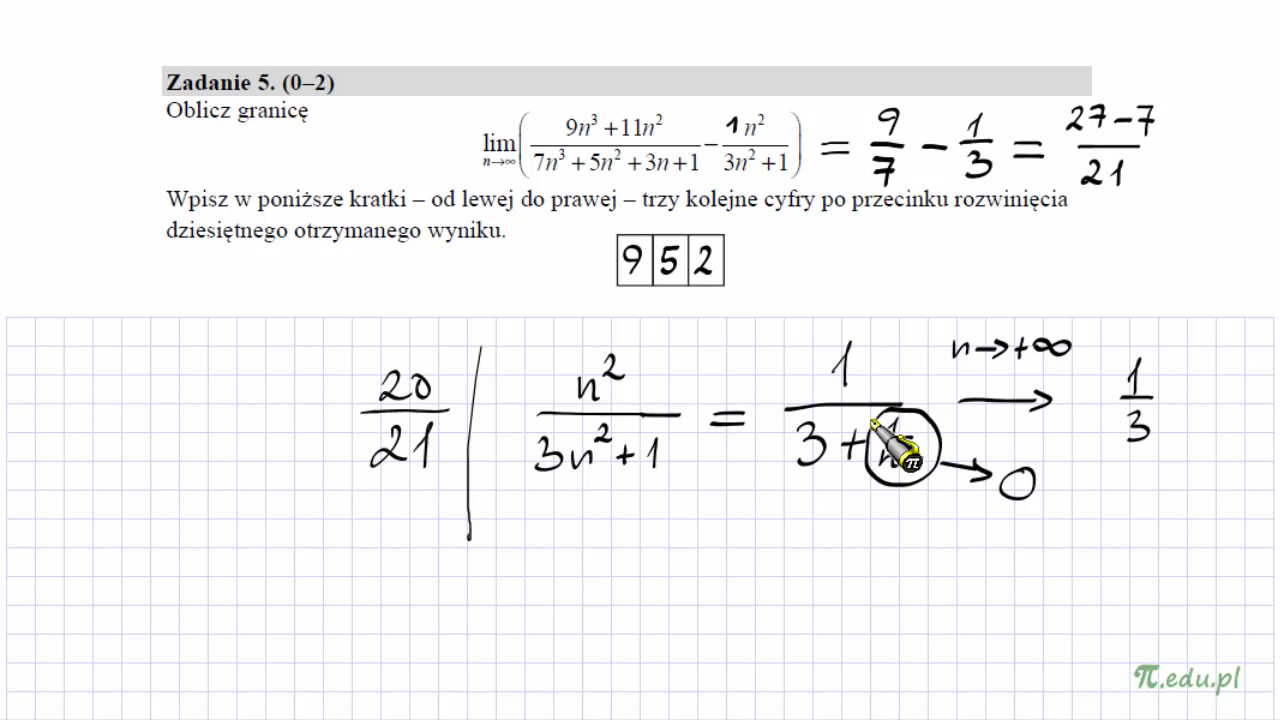 Zadanie 5. (0–2)
Oblicz granicę
lim n→∞ ( (9n³ + 11n²)/(7n³ + 5n² + 3n + 1) − 1n²/(3n² + 1) ) = 9/7 − 1/3 = (27 − 7)/21
Wpisz w poniższe kratki – od lewej do prawej – trzy kolejne cyfry po przecinku rozwinięcia
dziesiętnego otrzymanego wyniku.
9 5 2
20/21 | n²/(3n² + 1) = 1/(3 + 1/n) n→+∞ → 1/3
→ 0
π.edu.pl